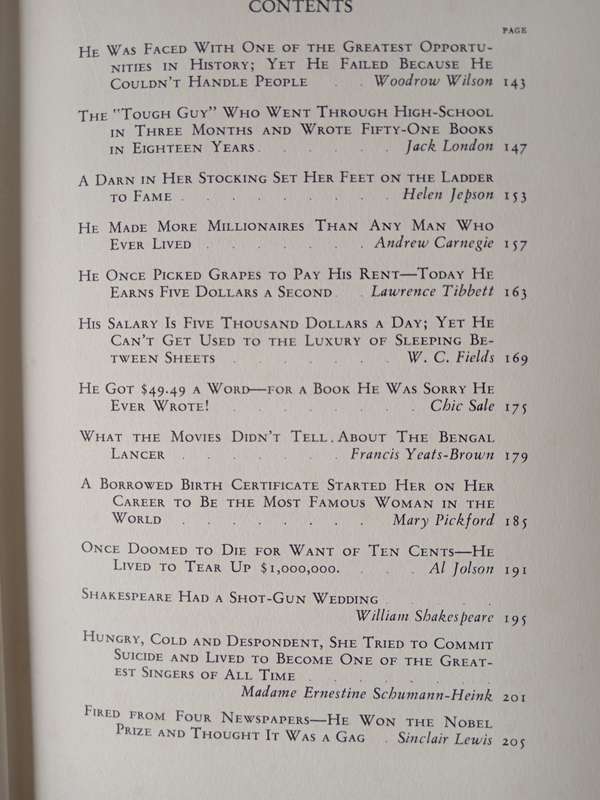 CONTENTS
PAGE
He Was Faced With One of the Greatest Opportu-
nities in History; Yet He Failed Because He
Couldn't Handle People . . Woodrow Wilson 143
The "Tough Guy" Who Went Through High-School
in Three Months and Wrote Fifty-One Books
in Eighteen Years . . . . . Jack London 147
A Darn in Her Stocking Set Her Feet on the Ladder
to Fame . . . . . . . . Helen Jepson 153
He Made More Millionaires Than Any Man Who
Ever Lived . . . . . . Andrew Carnegie 157
He Once Picked Grapes to Pay His Rent—Today He
Earns Five Dollars a Second . . Lawrence Tibbett 163
His Salary Is Five Thousand Dollars a Day; Yet He
Can't Get Used to the Luxury of Sleeping Be-
tween Sheets . . . . . . W. C. Fields 169
He Got $49.49 a Word—for a Book He Was Sorry He
Ever Wrote! . . . . . . . . Chic Sale 175
What the Movies Didn't Tell About The Bengal
Lancer . . . . . . . Francis Yeats-Brown 179
A Borrowed Birth Certificate Started Her on Her
Career to Be the Most Famous Woman in the
World . . . . . . . Mary Pickford 185
Once Doomed to Die for Want of Ten Cents—He
Lived to Tear Up $1,000,000. . . . Al Jolson 191
Shakespeare Had a Shot-Gun Wedding . . . .
William Shakespeare 195
Hungry, Cold and Despondent, She Tried to Commit
Suicide and Lived to Become One of the Great-
est Singers of All Time . . . . . . .
Madame Ernestine Schumann-Heink 201
Fired from Four Newspapers—He Won the Nobel
Prize and Thought It Was a Gag . Sinclair Lewis 205